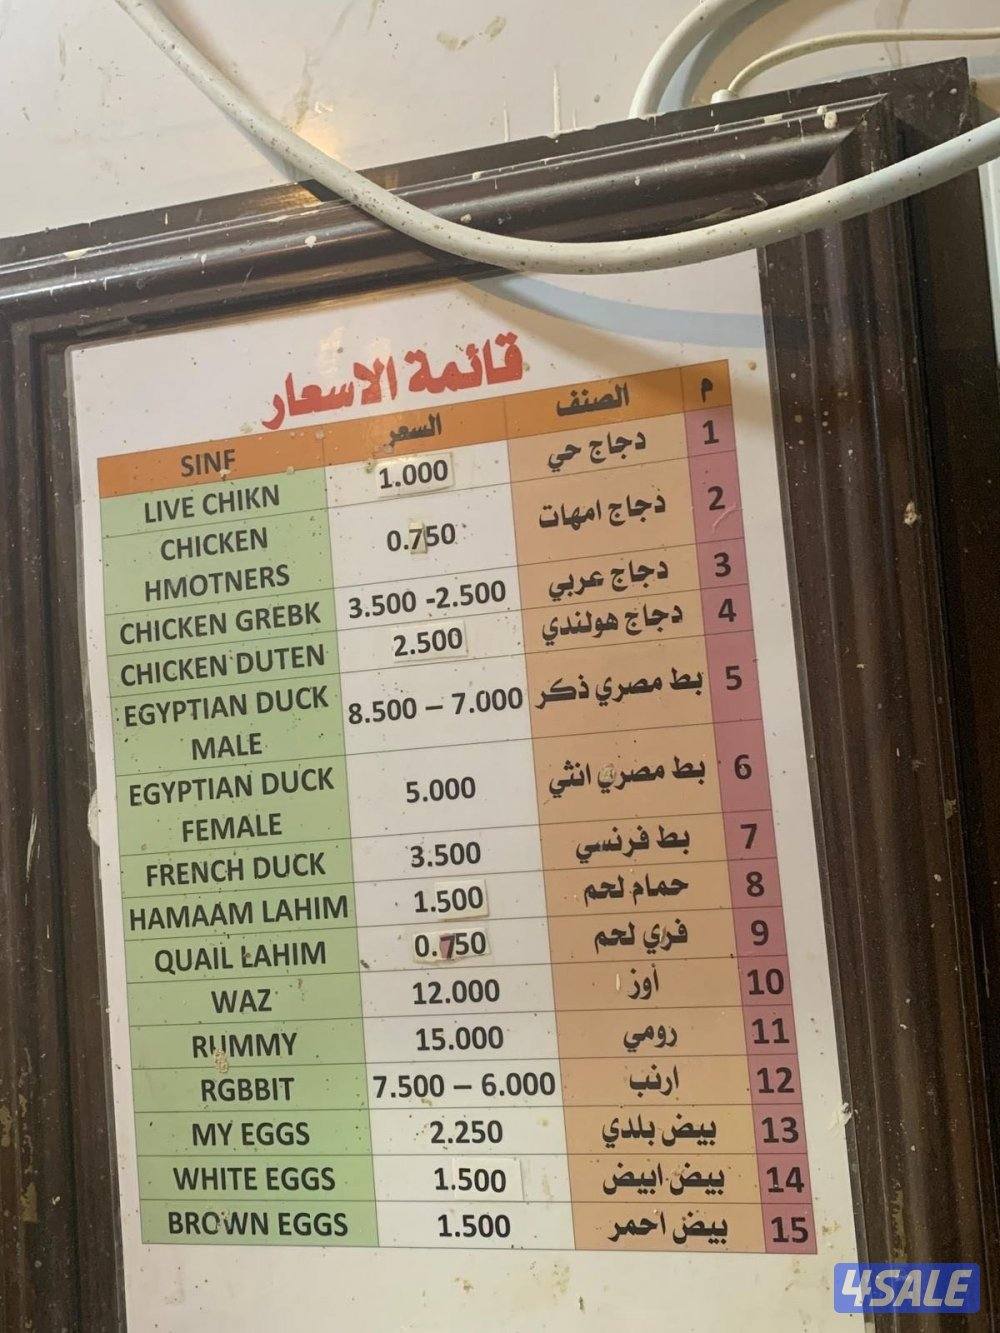 قائمة الاسعار
م الصنف السعر SINF
1 دجاج حي 1.000 LIVE CHIKN
2 دجاج امهات 0.750 CHICKEN HMOTNERS
3 دجاج عربي 3.500 -2.500 CHICKEN GREBK
4 دجاج هولندي 2.500 CHICKEN DUTEN
5 بط مصري ذكر 8.500 – 7.000 EGYPTIAN DUCK MALE
6 بط مصري انثي 5.000 EGYPTIAN DUCK FEMALE
7 بط فرنسي 3.500 FRENCH DUCK
8 حمام لحم 1.500 HAMAAM LAHIM
9 فري لحم 0.750 QUAIL LAHIM
10 أوز 12.000 WAZ
11 رومي 15.000 RUMMY
12 ارنب 7.500 – 6.000 RGBBIT
13 بيض بلدي 2.250 MY EGGS
14 بيض ابيض 1.500 WHITE EGGS
15 بيض احمر 1.500 BROWN EGGS
4SALE